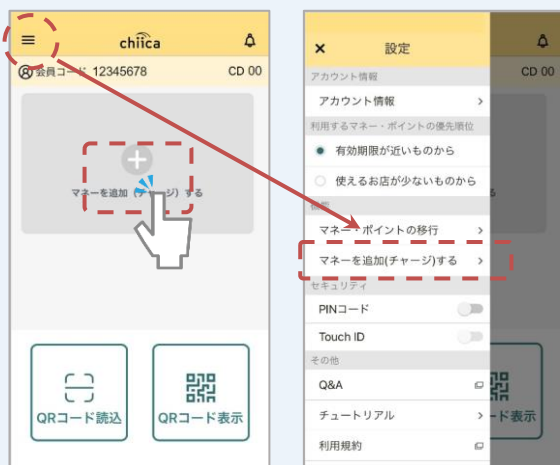 chiica
会員コード 12345678
CD 00
マネーを追加（チャージ）する
QRコード読込
QRコード表示
× 設定
CD 00
アカウント情報
アカウント情報 >
利用するマネー・ポイントの優先順位
有効期限が近いものから
使えるお店が少ないものから
機能
マネー・ポイントの移行 >
マネーを追加(チャージ)する >
セキュリティ
PINコード
Touch ID
その他
Q&A
チュートリアル >
ード表示
利用規約